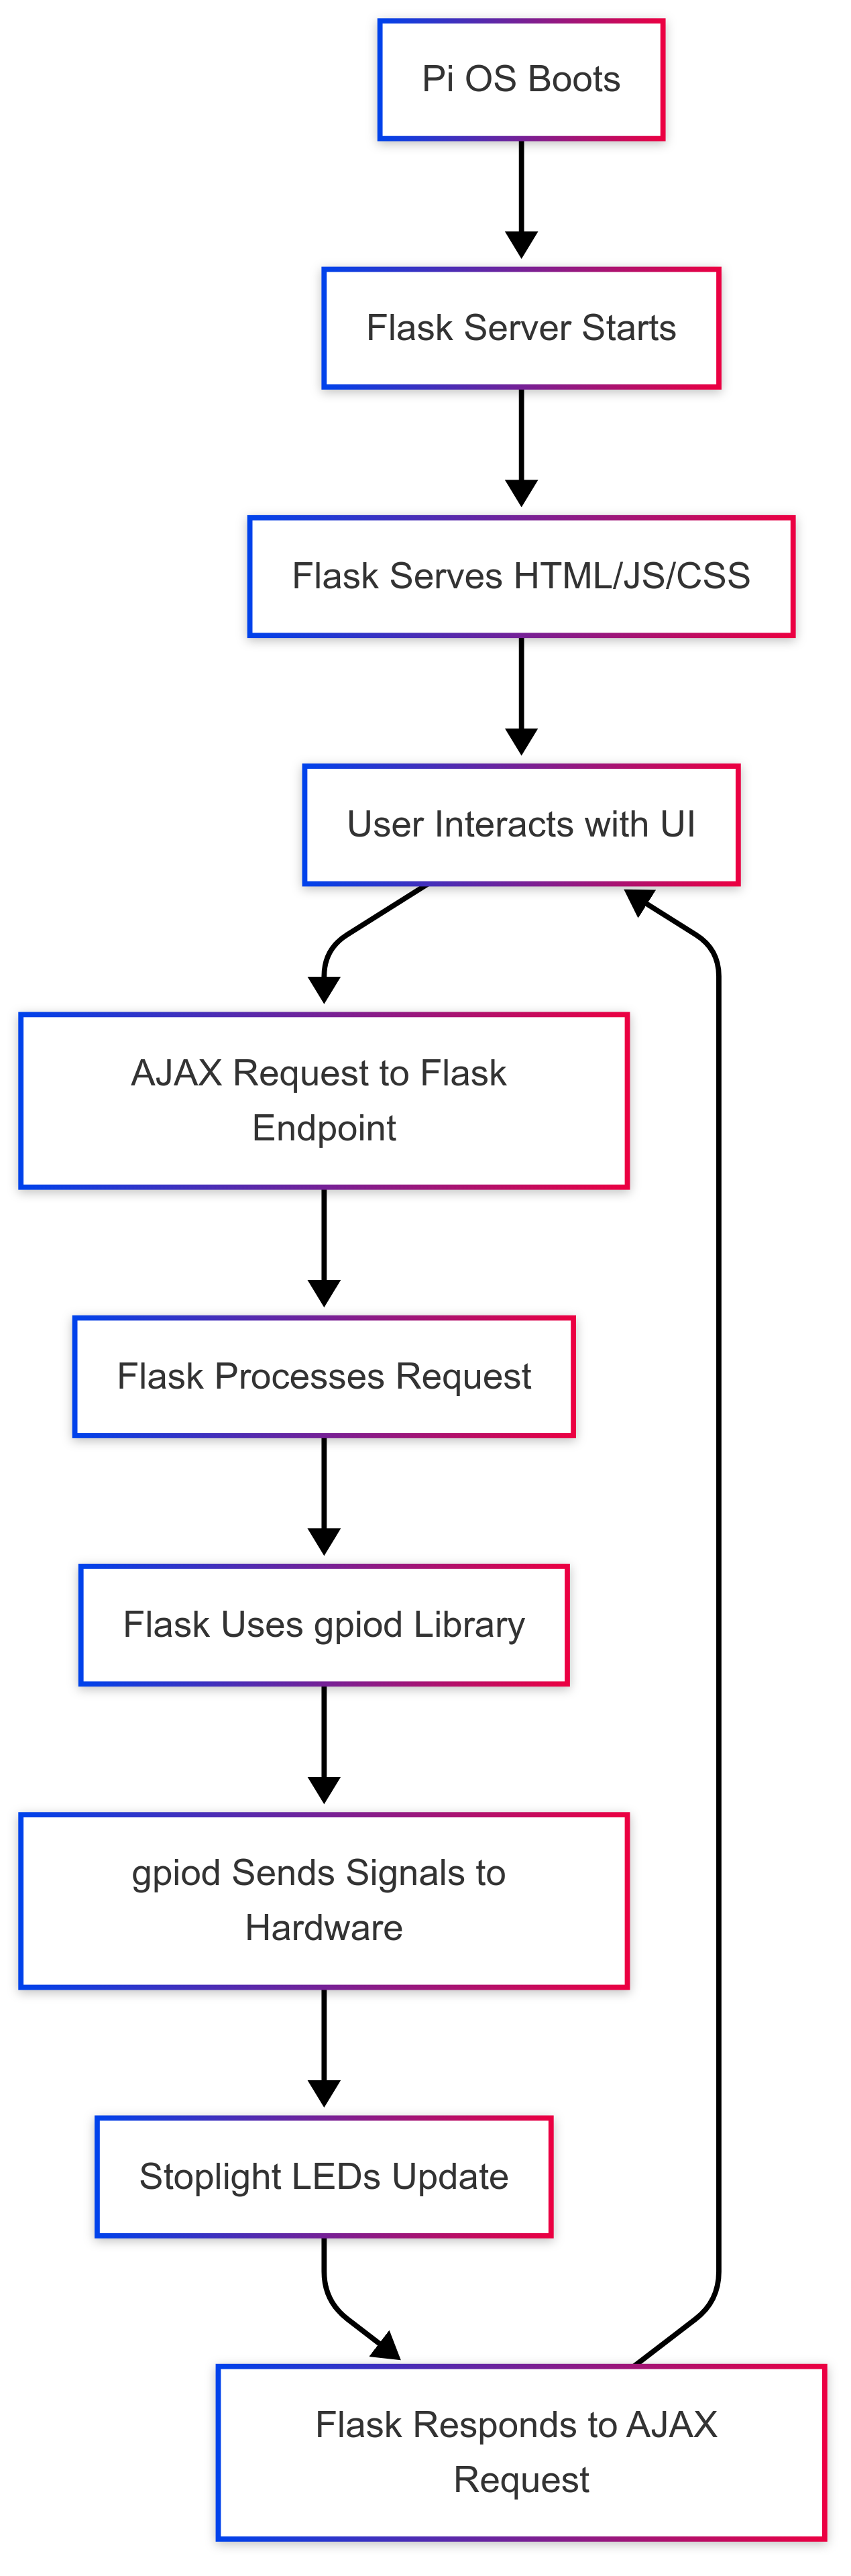 Pi OS Boots
Flask Server Starts
Flask Serves HTML/JS/CSS
User Interacts with UI
AJAX Request to Flask
Endpoint
Flask Processes Request
Flask Uses gpiod Library
gpiod Sends Signals to
Hardware
Stoplight LEDs Update
Flask Responds to AJAX
Request